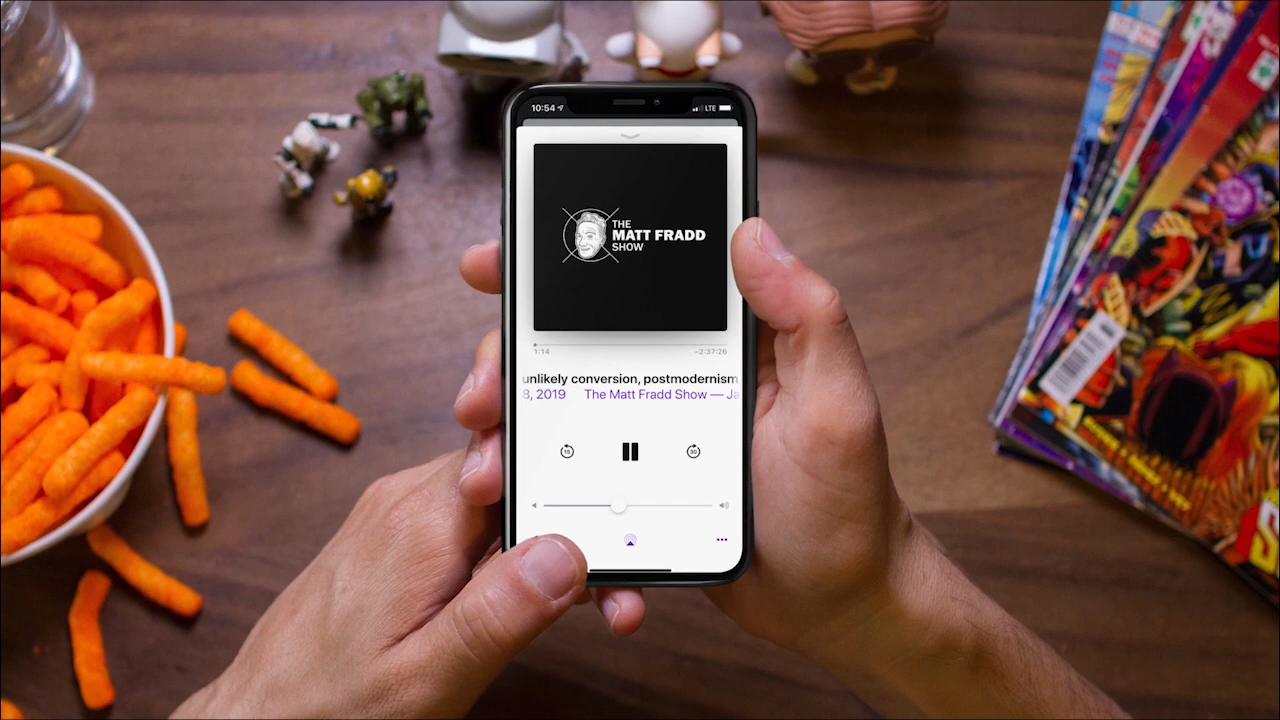 10:54
LTE
THE
MATT FRADD
SHOW
1:14
-2:37:26
unlikely conversion, postmodernism
8, 2019 The Matt Fradd Show — Ja
15
30